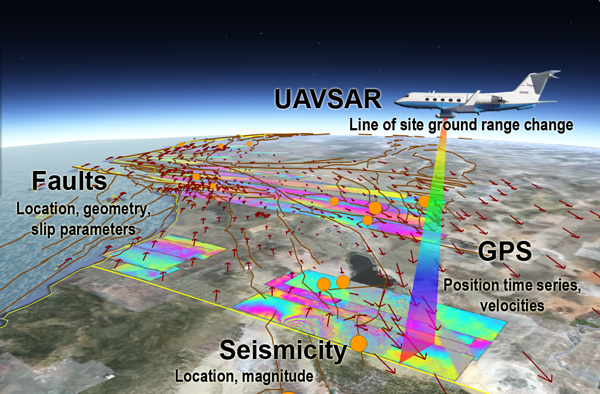 UAVSAR
Line of site ground range change
Faults
Location, geometry,
slip parameters
GPS
Position time series,
velocities
Seismicity
Location, magnitude